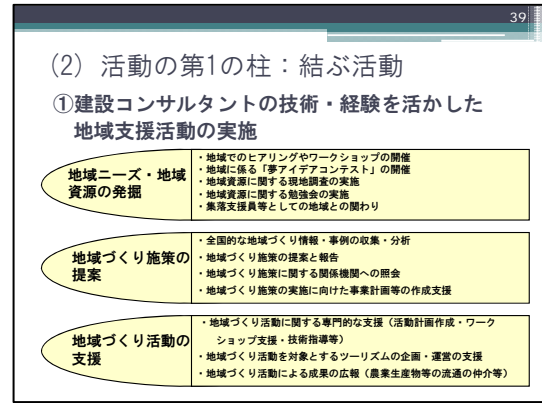 39
(2) 活動の第1の柱：結ぶ活動
①建設コンサルタントの技術・経験を活かした
地域支援活動の実施
地域ニーズ・地域
資源の発掘
・地域でのヒアリングやワークショップの開催
・地域に係る「夢アイデアコンテスト」の開催
・地域資源に関する現地調査の実施
・地域資源に関する勉強会の実施
・集落支援員等としての地域との関わり
地域づくり施策の
提案
・全国的な地域づくり情報・事例の収集・分析
・地域づくり施策の提案と報告
・地域づくり施策に関する関係機関への照会
・地域づくり施策の実施に向けた事業計画等の作成支援
地域づくり活動の
支援
・地域づくり活動に関する専門的な支援（活動計画作成・ワーク
ショップ支援・技術指導等）
・地域づくり活動を対象とするツーリズムの企画・運営の支援
・地域づくり活動による成果の広報（農業生産物等の流通の仲介等）